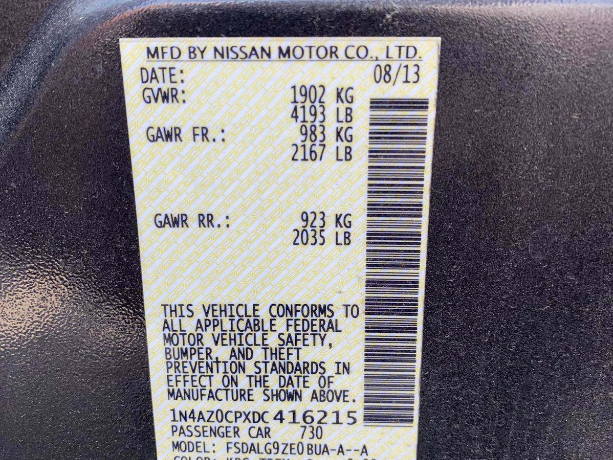 MFD BY NISSAN MOTOR CO., LTD.
DATE: 08/13
GVWR: 1902 KG
4193 LB
GAWR FR.: 983 KG
2167 LB
GAWR RR.: 923 KG
2035 LB
THIS VEHICLE CONFORMS TO
ALL APPLICABLE FEDERAL
MOTOR VEHICLE SAFETY,
BUMPER, AND THEFT
PREVENTION STANDARDS IN
EFFECT ON THE DATE OF
MANUFACTURE SHOWN ABOVE.
1N4AZ0CPXDC416215
PASSENGER CAR 730
MODEL: FSDALG9ZE0BUA-A--A